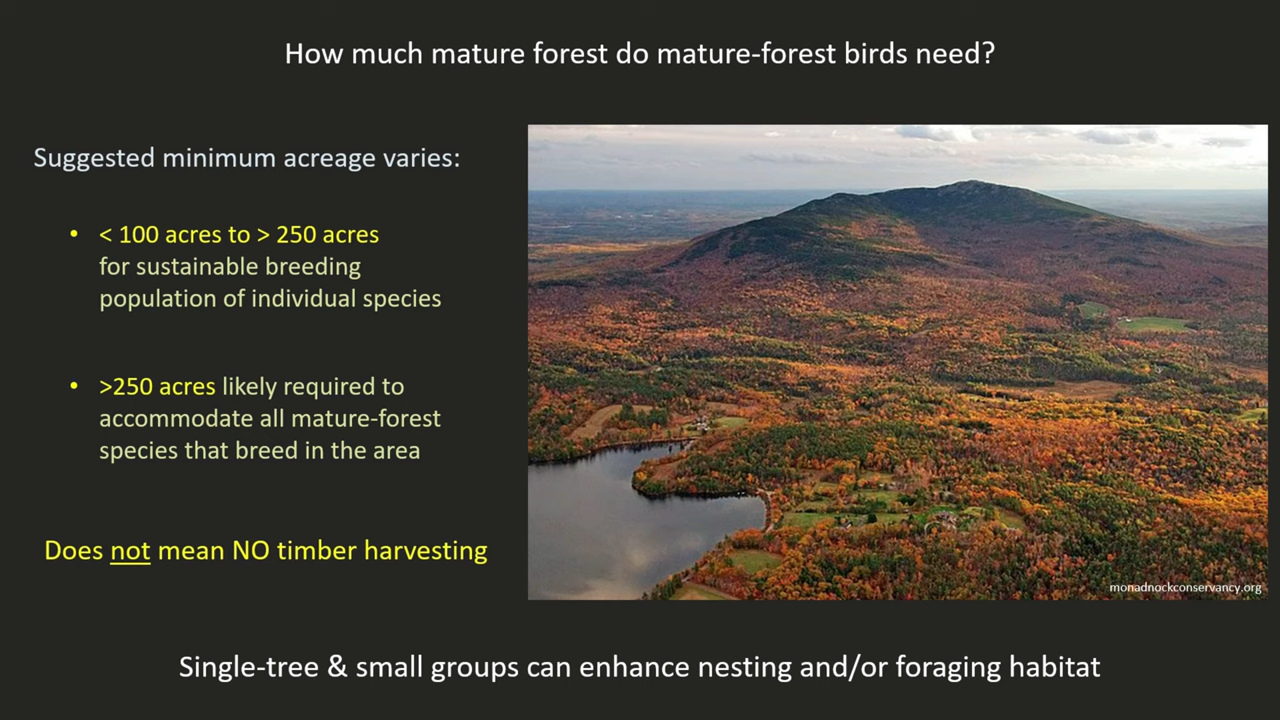 How much mature forest do mature-forest birds need?
Suggested minimum acreage varies:
• < 100 acres to > 250 acres
for sustainable breeding
population of individual species
• >250 acres likely required to
accommodate all mature-forest
species that breed in the area
Does not mean NO timber harvesting
monadnockconservancy.org
Single-tree & small groups can enhance nesting and/or foraging habitat